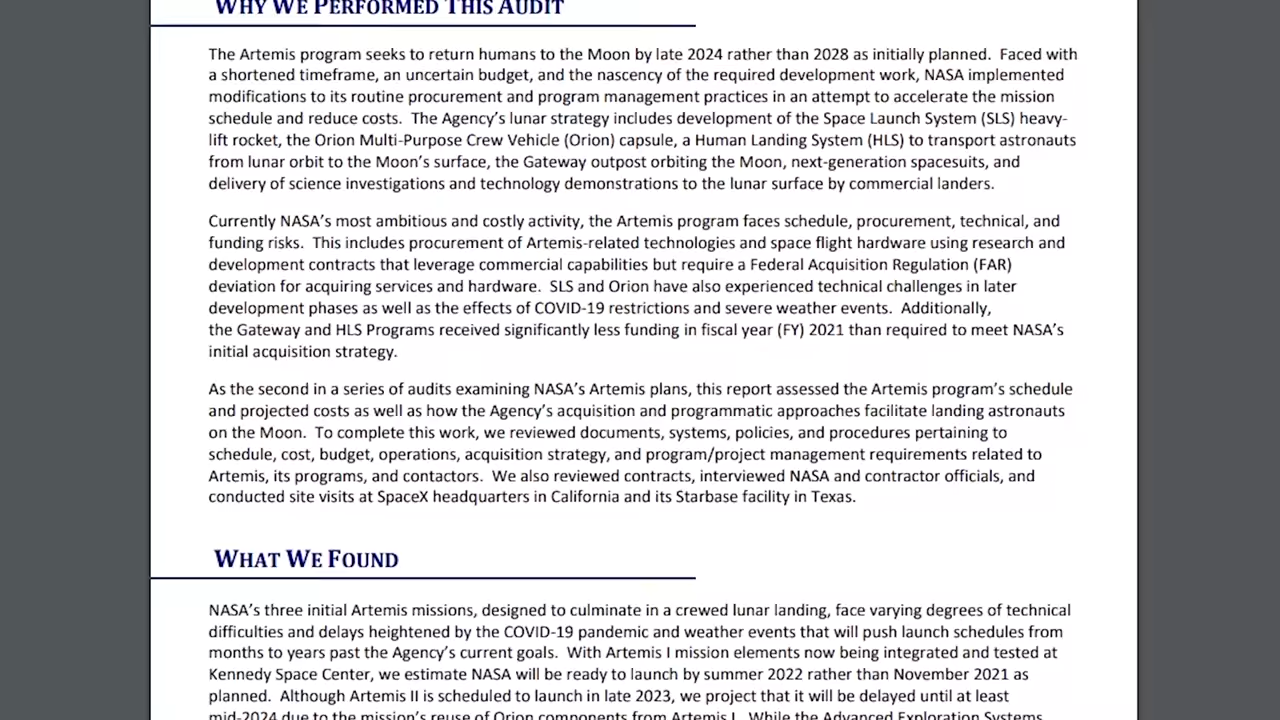 WHY WE PERFORMED THIS AUDIT
The Artemis program seeks to return humans to the Moon by late 2024 rather than 2028 as initially planned.  Faced with
a shortened timeframe, an uncertain budget, and the nascency of the required development work, NASA implemented
modifications to its routine procurement and program management practices in an attempt to accelerate the mission
schedule and reduce costs.  The Agency’s lunar strategy includes development of the Space Launch System (SLS) heavy-
lift rocket, the Orion Multi-Purpose Crew Vehicle (Orion) capsule, a Human Landing System (HLS) to transport astronauts
from lunar orbit to the Moon’s surface, the Gateway outpost orbiting the Moon, next-generation spacesuits, and
delivery of science investigations and technology demonstrations to the lunar surface by commercial landers.
Currently NASA’s most ambitious and costly activity, the Artemis program faces schedule, procurement, technical, and
funding risks.  This includes procurement of Artemis-related technologies and space flight hardware using research and
development contracts that leverage commercial capabilities but require a Federal Acquisition Regulation (FAR)
deviation for acquiring services and hardware.  SLS and Orion have also experienced technical challenges in later
development phases as well as the effects of COVID-19 restrictions and severe weather events.  Additionally,
the Gateway and HLS Programs received significantly less funding in fiscal year (FY) 2021 than required to meet NASA’s
initial acquisition strategy.
As the second in a series of audits examining NASA’s Artemis plans, this report assessed the Artemis program’s schedule
and projected costs as well as how the Agency’s acquisition and programmatic approaches facilitate landing astronauts
on the Moon.  To complete this work, we reviewed documents, systems, policies, and procedures pertaining to
schedule, cost, budget, operations, acquisition strategy, and program/project management requirements related to
Artemis, its programs, and contactors.  We also reviewed contracts, interviewed NASA and contractor officials, and
conducted site visits at SpaceX headquarters in California and its Starbase facility in Texas.
WHAT WE FOUND
NASA’s three initial Artemis missions, designed to culminate in a crewed lunar landing, face varying degrees of technical
difficulties and delays heightened by the COVID-19 pandemic and weather events that will push launch schedules from
months to years past the Agency’s current goals.  With Artemis I mission elements now being integrated and tested at
Kennedy Space Center, we estimate NASA will be ready to launch by summer 2022 rather than November 2021 as
planned.  Although Artemis II is scheduled to launch in late 2023, we project that it will be delayed until at least
mid-2024 due to the mission’s reuse of Orion components from Artemis I.  While the Advanced Exploration Systems